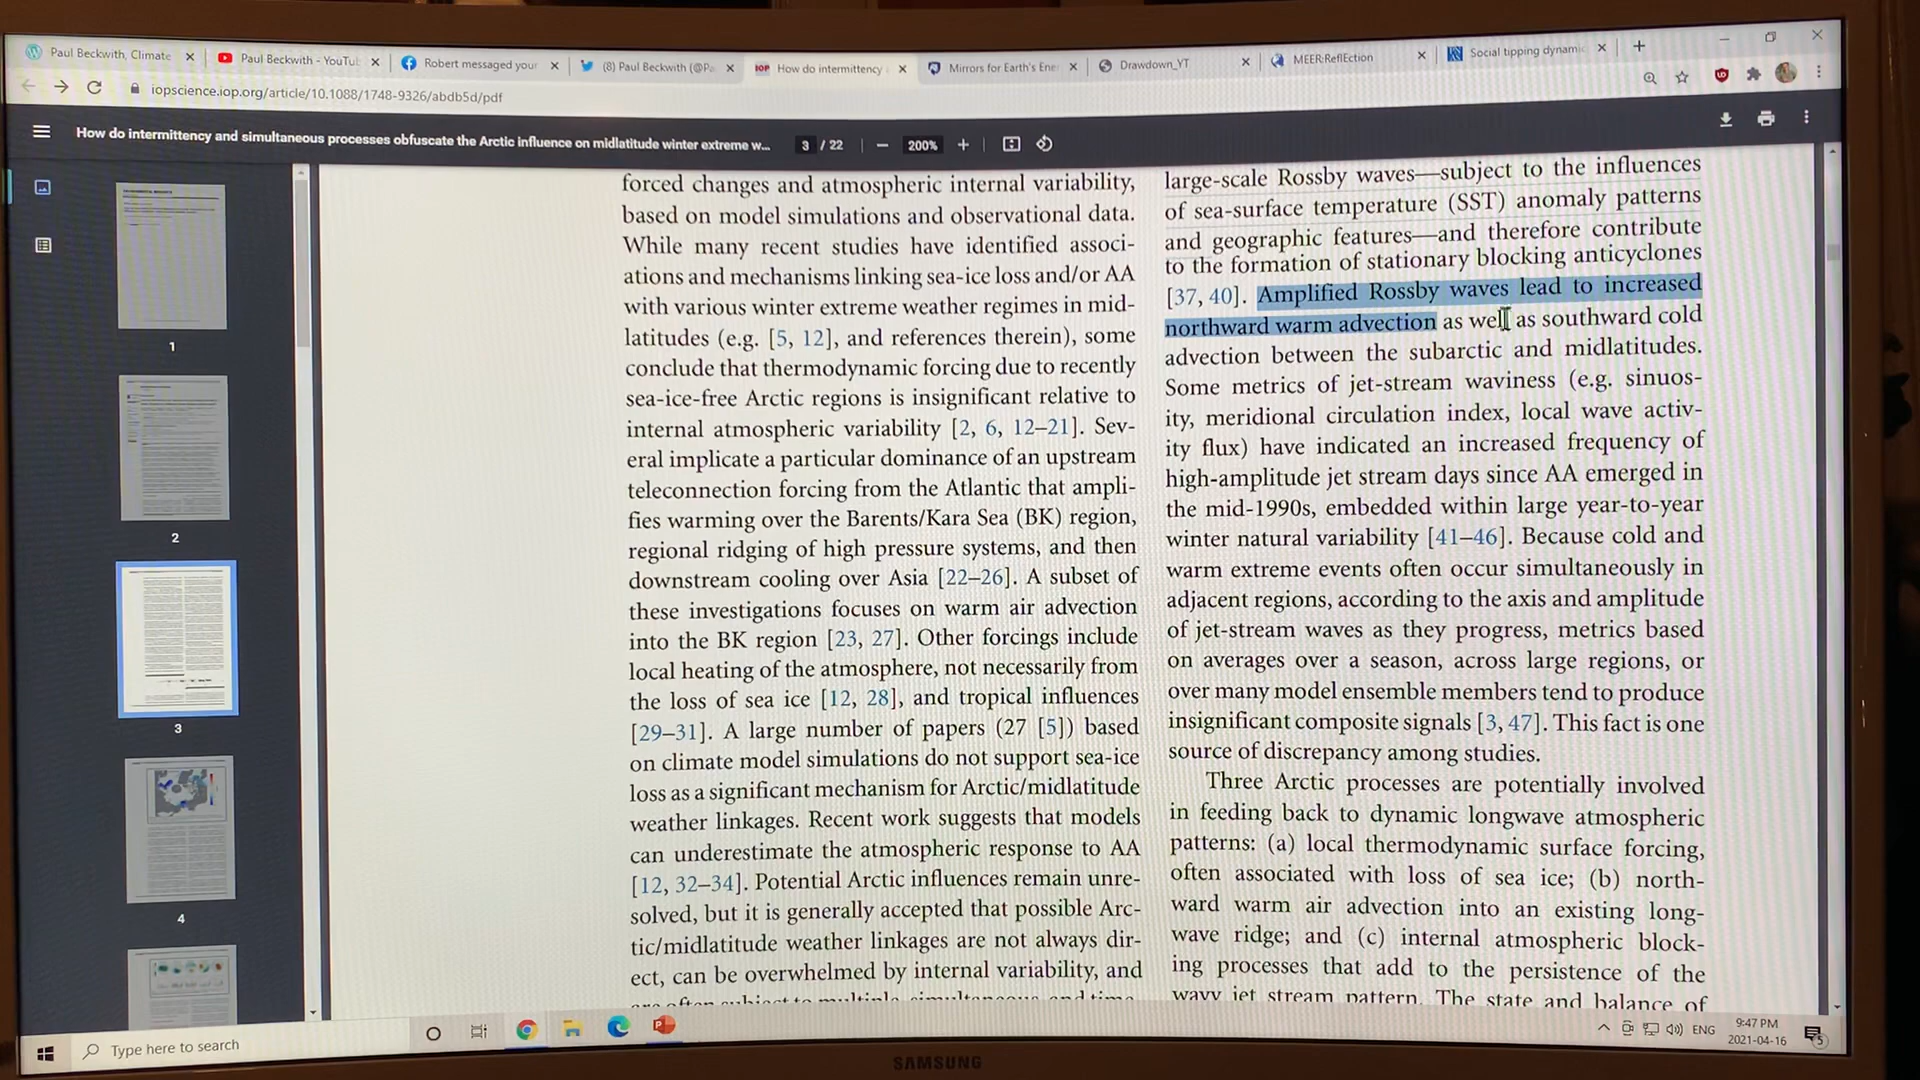 Paul Beckwith, Climate
Paul Beckwith - YouTu
Robert messaged your
(8) Paul Beckwith (@Pa
IOP How do intermittency
Mirrors for Earth's Ene
Drawdown_YT
MEER:ReflEction
Social tipping dynamic
iopscience.iop.org/article/10.1088/1748-9326/abdb5d/pdf
How do intermittency and simultaneous processes obfuscate the Arctic influence on midlatitude winter extreme w...
3 / 22
200%
1
2
3
4
forced changes and atmospheric internal variability,
based on model simulations and observational data.
While many recent studies have identified associ-
ations and mechanisms linking sea-ice loss and/or AA
with various winter extreme weather regimes in mid-
latitudes (e.g. [5, 12], and references therein), some
conclude that thermodynamic forcing due to recently
sea-ice-free Arctic regions is insignificant relative to
internal atmospheric variability [2, 6, 12–21]. Sev-
eral implicate a particular dominance of an upstream
teleconnection forcing from the Atlantic that ampli-
fies warming over the Barents/Kara Sea (BK) region,
regional ridging of high pressure systems, and then
downstream cooling over Asia [22–26]. A subset of
these investigations focuses on warm air advection
into the BK region [23, 27]. Other forcings include
local heating of the atmosphere, not necessarily from
the loss of sea ice [12, 28], and tropical influences
[29–31]. A large number of papers (27 [5]) based
on climate model simulations do not support sea-ice
loss as a significant mechanism for Arctic/midlatitude
weather linkages. Recent work suggests that models
can underestimate the atmospheric response to AA
[12, 32–34]. Potential Arctic influences remain unre-
solved, but it is generally accepted that possible Arc-
tic/midlatitude weather linkages are not always dir-
ect, can be overwhelmed by internal variability, and
are often subject to multiple simultaneous and time
large-scale Rossby waves—subject to the influences
of sea-surface temperature (SST) anomaly patterns
and geographic features—and therefore contribute
to the formation of stationary blocking anticyclones
[37, 40]. Amplified Rossby waves lead to increased
northward warm advection as well as southward cold
advection between the subarctic and midlatitudes.
Some metrics of jet-stream waviness (e.g. sinuos-
ity, meridional circulation index, local wave activ-
ity flux) have indicated an increased frequency of
high-amplitude jet stream days since AA emerged in
the mid-1990s, embedded within large year-to-year
winter natural variability [41–46]. Because cold and
warm extreme events often occur simultaneously in
adjacent regions, according to the axis and amplitude
of jet-stream waves as they progress, metrics based
on averages over a season, across large regions, or
over many model ensemble members tend to produce
insignificant composite signals [3, 47]. This fact is one
source of discrepancy among studies.
Three Arctic processes are potentially involved
in feeding back to dynamic longwave atmospheric
patterns: (a) local thermodynamic surface forcing,
often associated with loss of sea ice; (b) north-
ward warm air advection into an existing long-
wave ridge; and (c) internal atmospheric block-
ing processes that add to the persistence of the
wavy jet stream pattern. The state and balance of
Type here to search
ENG
9:47 PM
2021-04-16
5
SAMSUNG